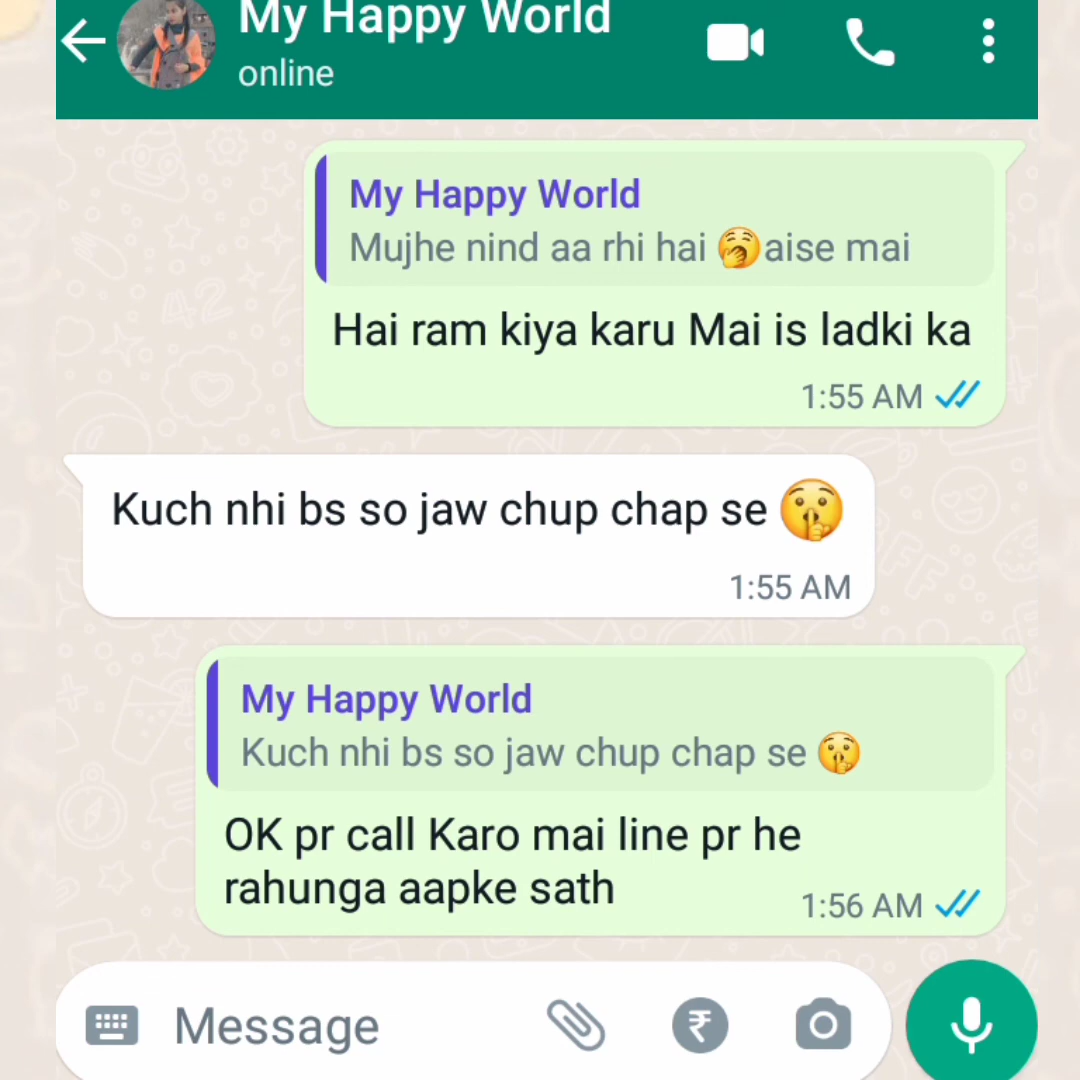 My Happy World
online
My Happy World
Mujhe nind aa rhi hai 🥱aise mai
Hai ram kiya karu Mai is ladki ka
1:55 AM
Kuch nhi bs so jaw chup chap se 🤫
1:55 AM
My Happy World
Kuch nhi bs so jaw chup chap se 🤫
OK pr call Karo mai line pr he
rahunga aapke sath
1:56 AM
Message